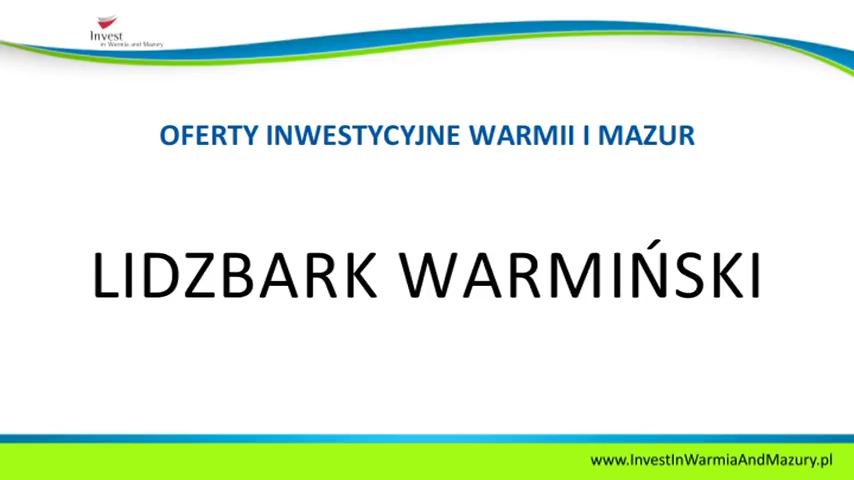 Invest
in Warmia and Mazury
OFERTY INWESTYCYJNE WARMII I MAZUR
LIDZBARK WARMIŃSKI
www.InvestInWarmiaAndMazury.pl